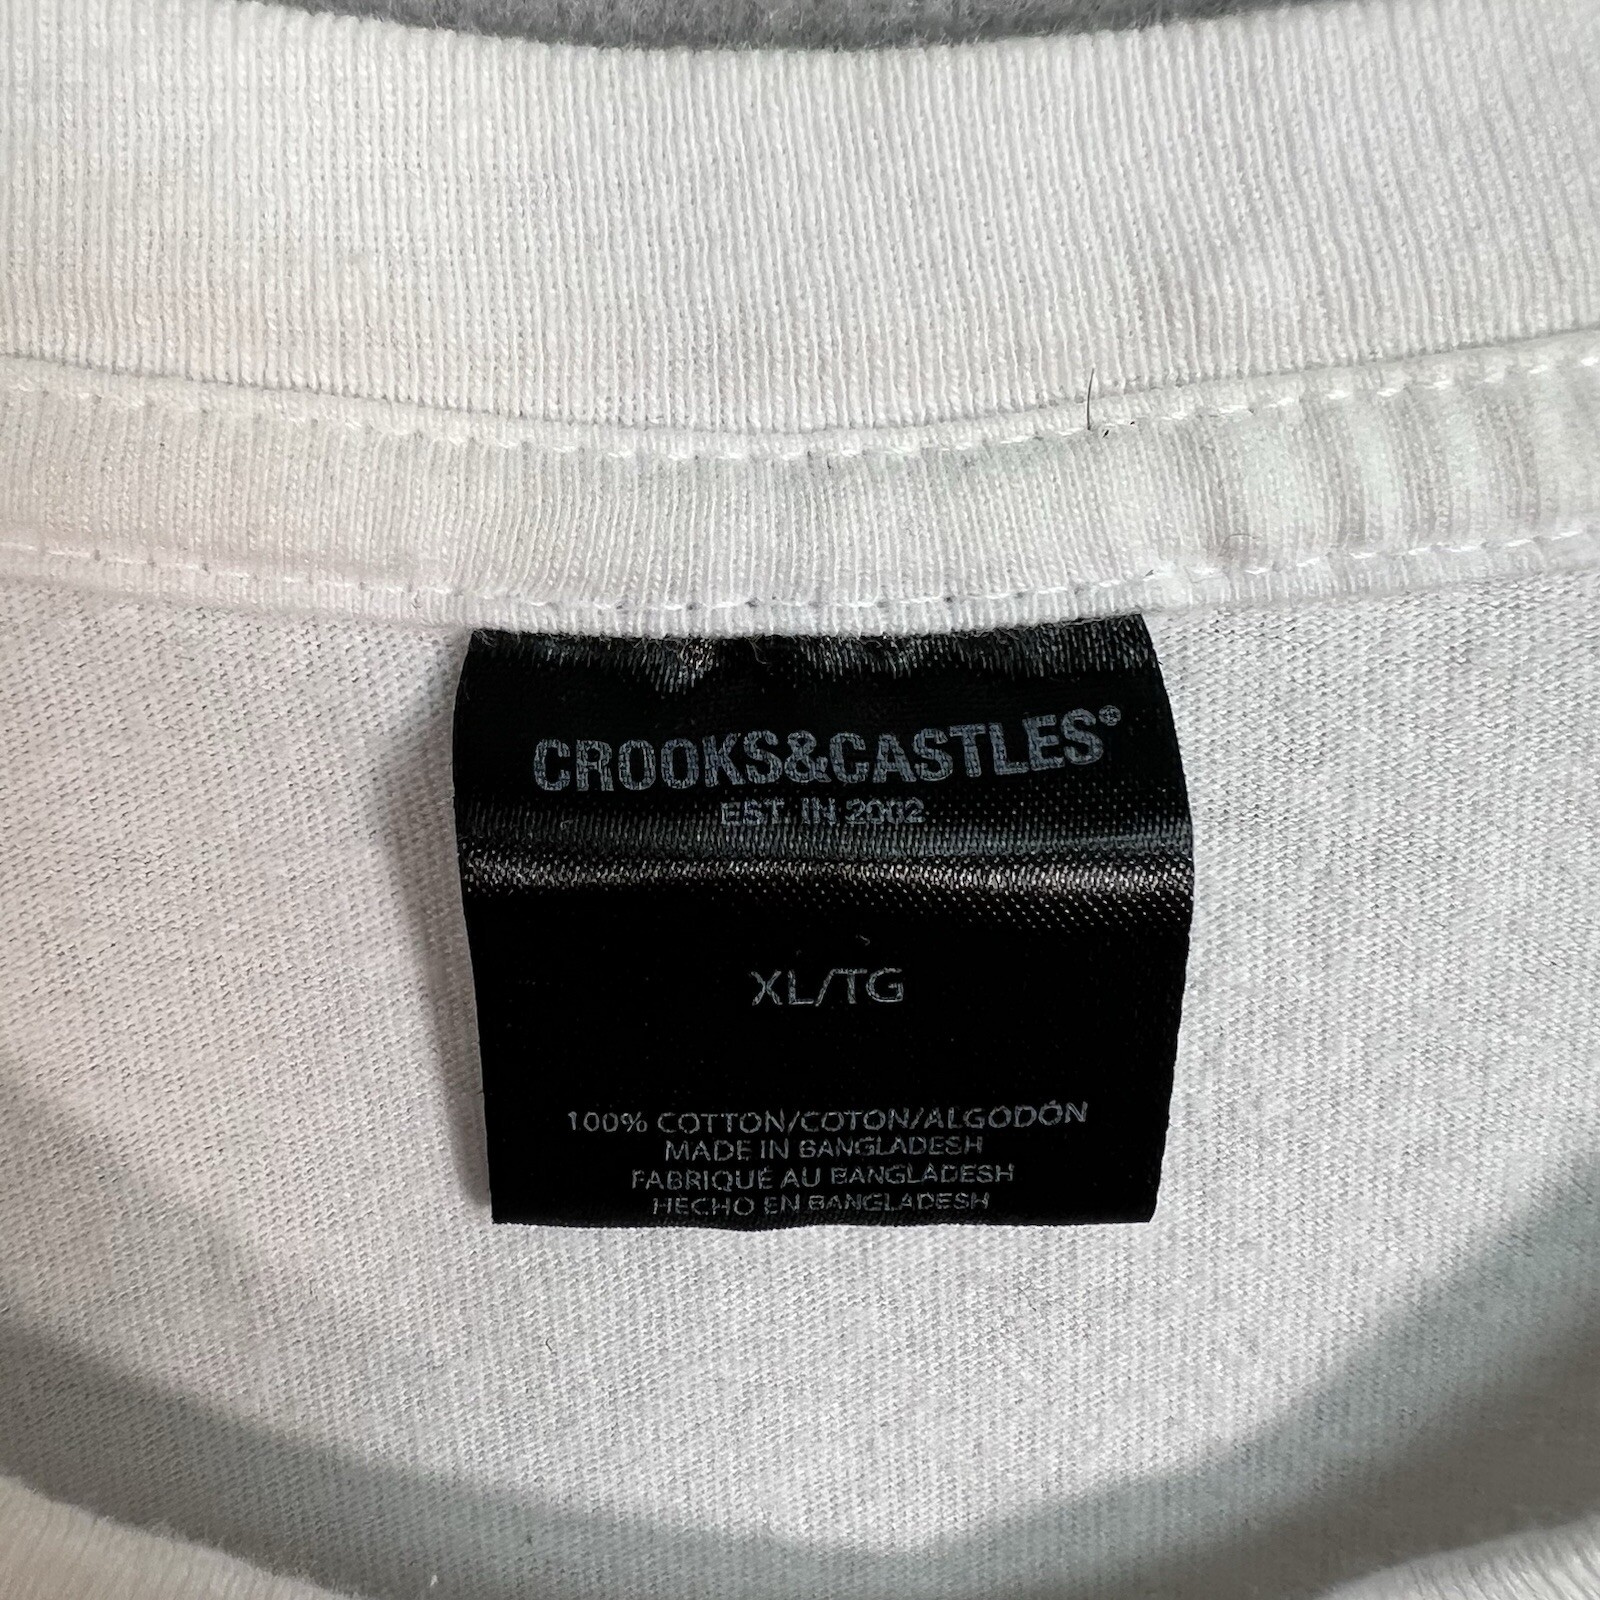 CROOKS&CASTLES®
EST. IN 2002
XL/TG
100% COTTON/COTON/ALGODÓN
MADE IN BANGLADESH
FABRIQUÉ AU BANGLADESH
HECHO EN BANGLADESH